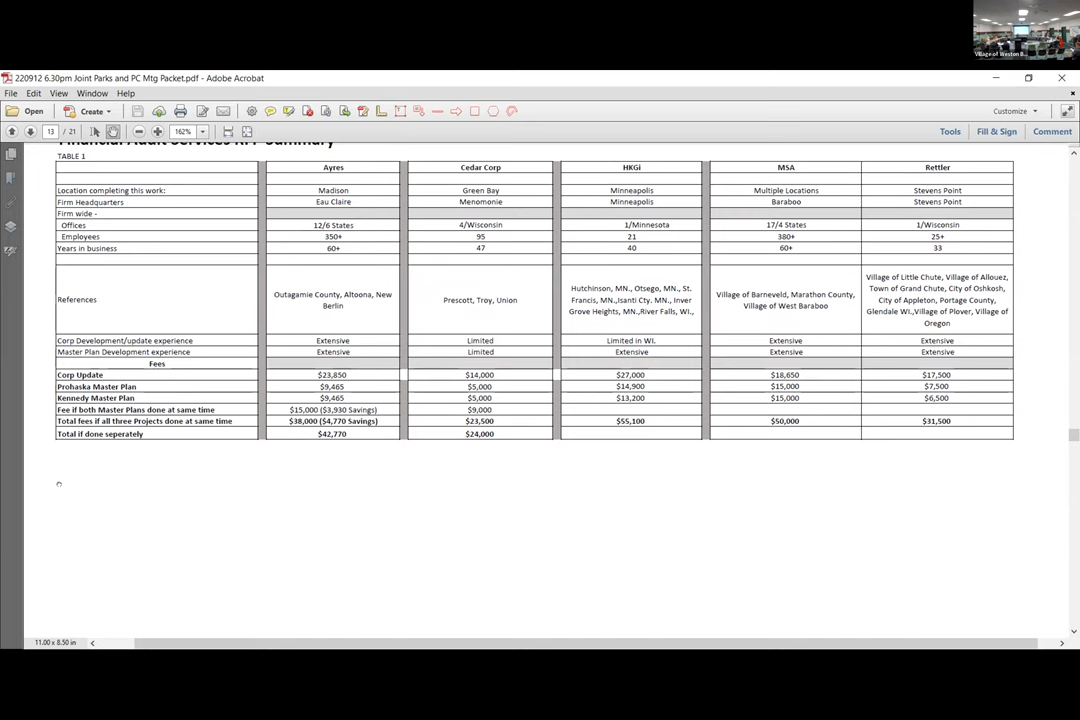 Village of Weston B...
220912 6.30pm Joint Parks and PC Mtg Packet.pdf - Adobe Acrobat
File Edit View Window Help
Open Create Customize
13 / 21 162% Tools Fill & Sign Comment
Financial Audit Services RFP Summary
TABLE 1
Ayres Cedar Corp HKGi MSA Rettler
Location completing this work: Madison Green Bay Minneapolis Multiple Locations Stevens Point
Firm Headquarters Eau Claire Menomonie Minneapolis Baraboo Stevens Point
Firm wide -
Offices 12/6 States 4/Wisconsin 1/Minnesota 17/4 States 1/Wisconsin
Employees 350+ 95 21 380+ 25+
Years in business 60+ 47 40 60+ 33
References
Outagamie County, Altoona, New
Berlin
Prescott, Troy, Union
Hutchinson, MN., Otsego, MN., St.
Francis, MN.,Isanti Cty. MN., Inver
Grove Heights, MN.,River Falls, WI.,
Village of Barneveld, Marathon County,
Village of West Baraboo
Village of Little Chute, Village of Allouez,
Town of Grand Chute, City of Oshkosh,
City of Appleton, Portage County,
Glendale WI.,Village of Plover, Village of
Oregon
Corp Development/update experience Extensive Limited Limited in WI. Extensive Extensive
Master Plan Development experience Extensive Limited Extensive Extensive Extensive
Fees
Corp Update $23,850 $14,000 $27,000 $18,650 $17,500
Prohaska Master Plan $9,465 $5,000 $14,900 $15,000 $7,500
Kennedy Master Plan $9,465 $5,000 $13,200 $15,000 $6,500
Fee if both Master Plans done at same time $15,000 ($3,930 Savings) $9,000
Total fees if all three Projects done at same time $38,000 ($4,770 Savings) $23,500 $55,100 $50,000 $31,500
Total if done seperately $42,770 $24,000
11.00 x 8.50 in